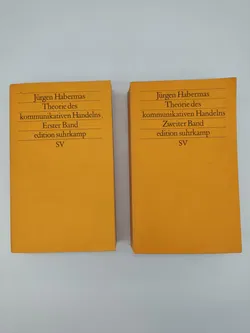 Jürgen Habermas
Theorie des
kommunikativen Handelns
Erster Band
edition suhrkamp
SV
Jürgen Habermas
Theorie des
kommunikativen Handelns
Zweiter Band
edition suhrkamp
SV